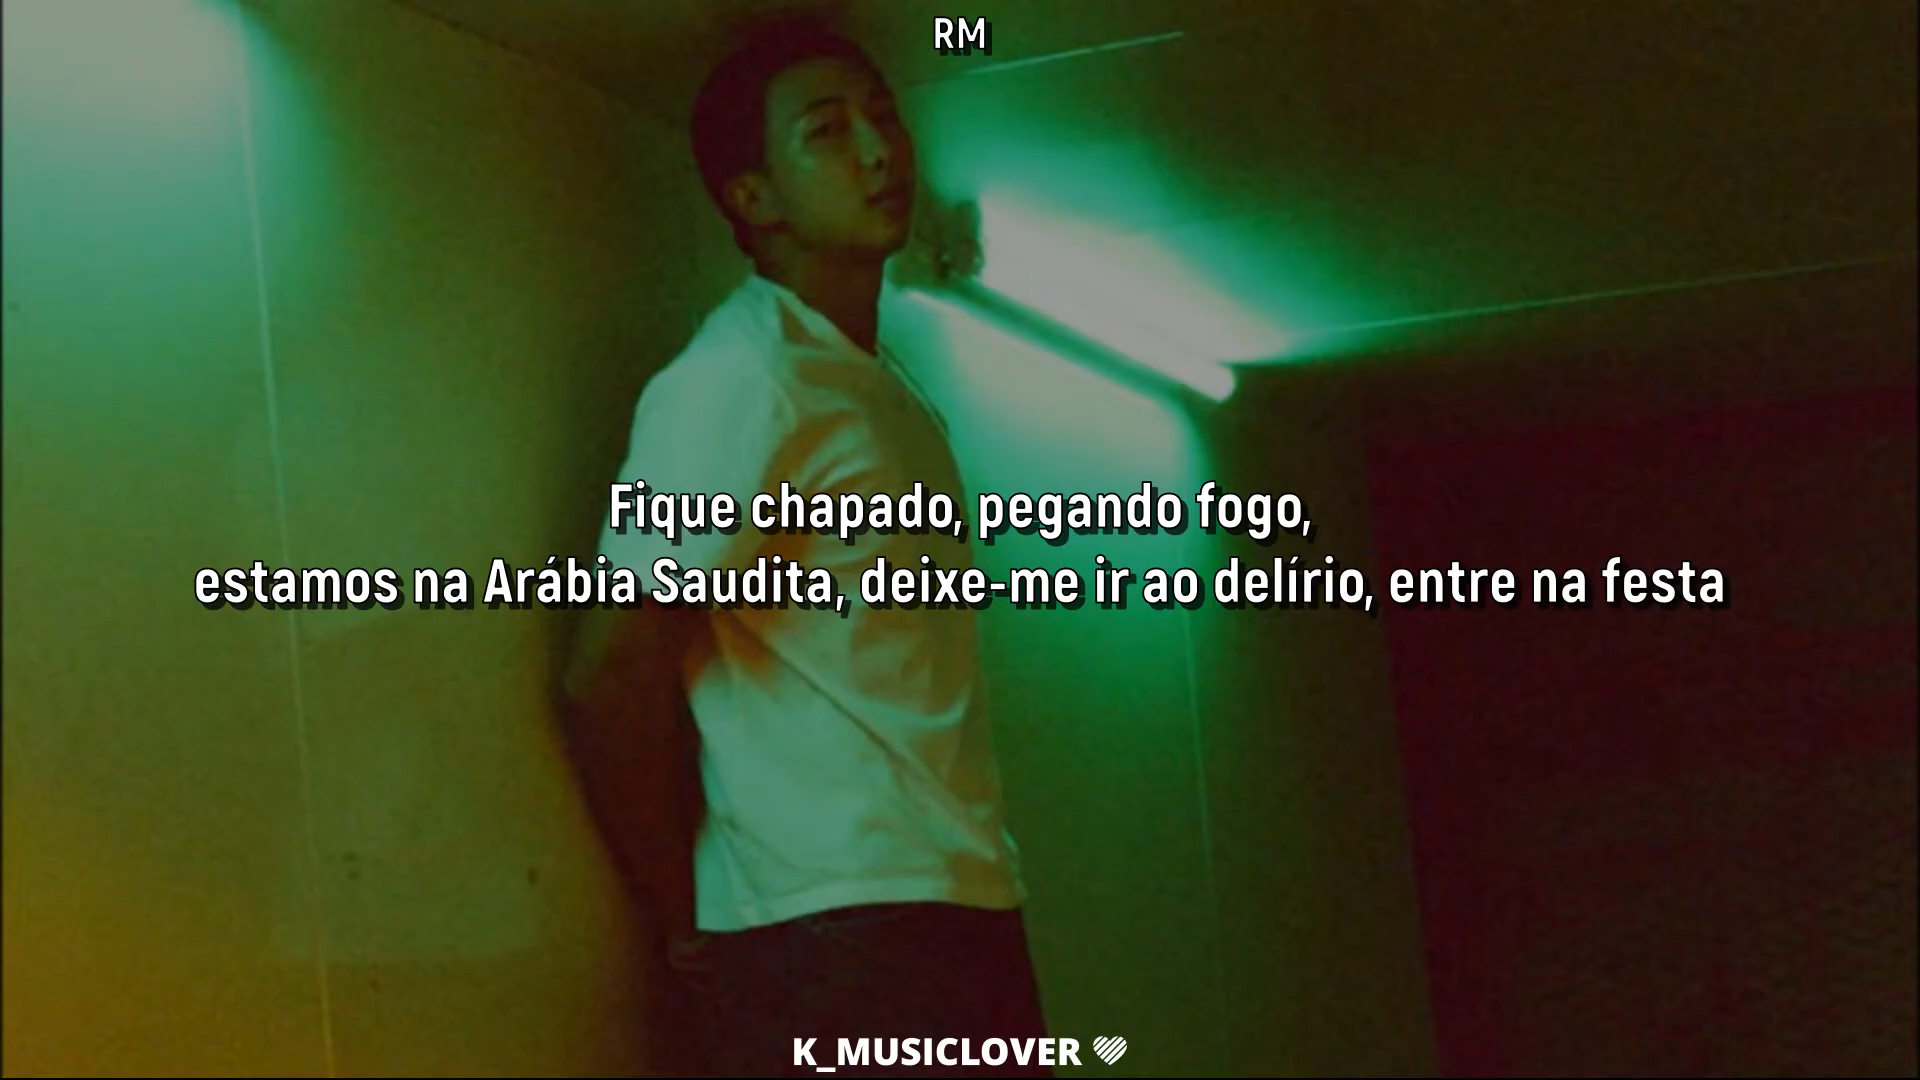 RM
Fique chapado, pegando fogo,
estamos na Arábia Saudita, deixe-me ir ao delírio, entre na festa
K_MUSICLOVER